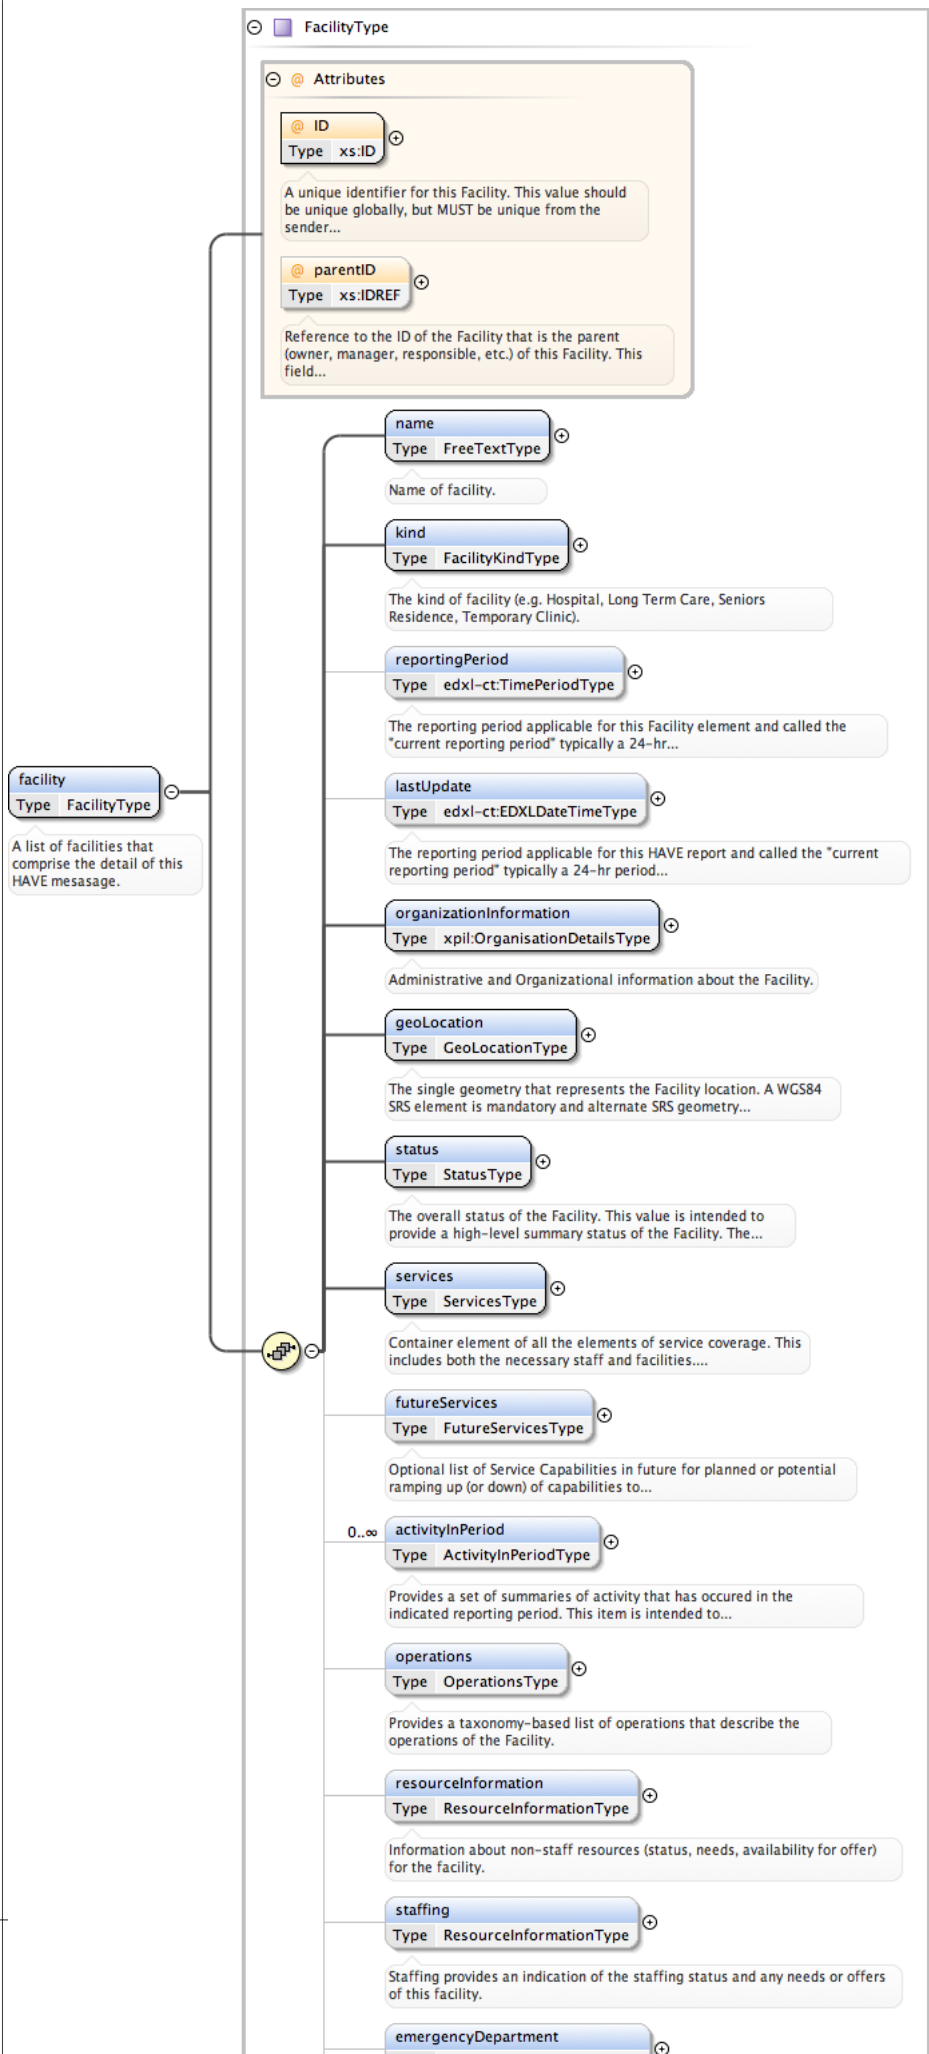 FacilityType
@ Attributes
@ ID
Type xs:ID
A unique identifier for this Facility. This value should
be unique globally, but MUST be unique from the
sender...
@ parentID
Type xs:IDREF
Reference to the ID of the Facility that is the parent
(owner, manager, responsible, etc.) of this Facility. This
field...
name
Type FreeTextType
Name of facility.
kind
Type FacilityKindType
The kind of facility (e.g. Hospital, Long Term Care, Seniors
Residence, Temporary Clinic).
reportingPeriod
Type edxl-ct:TimePeriodType
The reporting period applicable for this Facility element and called the
"current reporting period" typically a 24-hr...
facility
Type FacilityType
A list of facilities that
comprise the detail of this
HAVE mesasage.
lastUpdate
Type edxl-ct:EDXLDateTimeType
The reporting period applicable for this HAVE report and called the "current
reporting period" typically a 24-hr period...
organizationInformation
Type xpil:OrganisationDetailsType
Administrative and Organizational information about the Facility.
geoLocation
Type GeoLocationType
The single geometry that represents the Facility location. A WGS84
SRS element is mandatory and alternate SRS geometry...
status
Type StatusType
The overall status of the Facility. This value is intended to
provide a high-level summary status of the Facility. The...
services
Type ServicesType
Container element of all the elements of service coverage. This
includes both the necessary staff and facilities....
futureServices
Type FutureServicesType
Optional list of Service Capabilities in future for planned or potential
ramping up (or down) of capabilities to...
0..∞ activityInPeriod
Type ActivityInPeriodType
Provides a set of summaries of activity that has occured in the
indicated reporting period. This item is intended to...
operations
Type OperationsType
Provides a taxonomy-based list of operations that describe the
operations of the Facility.
resourceInformation
Type ResourceInformationType
Information about non-staff resources (status, needs, availability for offer)
for the facility.
staffing
Type ResourceInformationType
Staffing provides an indication of the staffing status and any needs or offers
of this facility.
emergencyDepartment